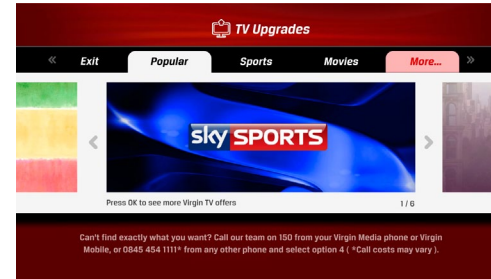 TV Upgrades
« Exit Popular Sports Movies More... »
sky SPORTS
Press OK to see more Virgin TV offers 1 / 6
Can't find exactly what you want? Call our team on 150 from your Virgin Media phone or Virgin
Mobile, or 0845 454 1111* from any other phone and select option 4 ( *Call costs may vary ).